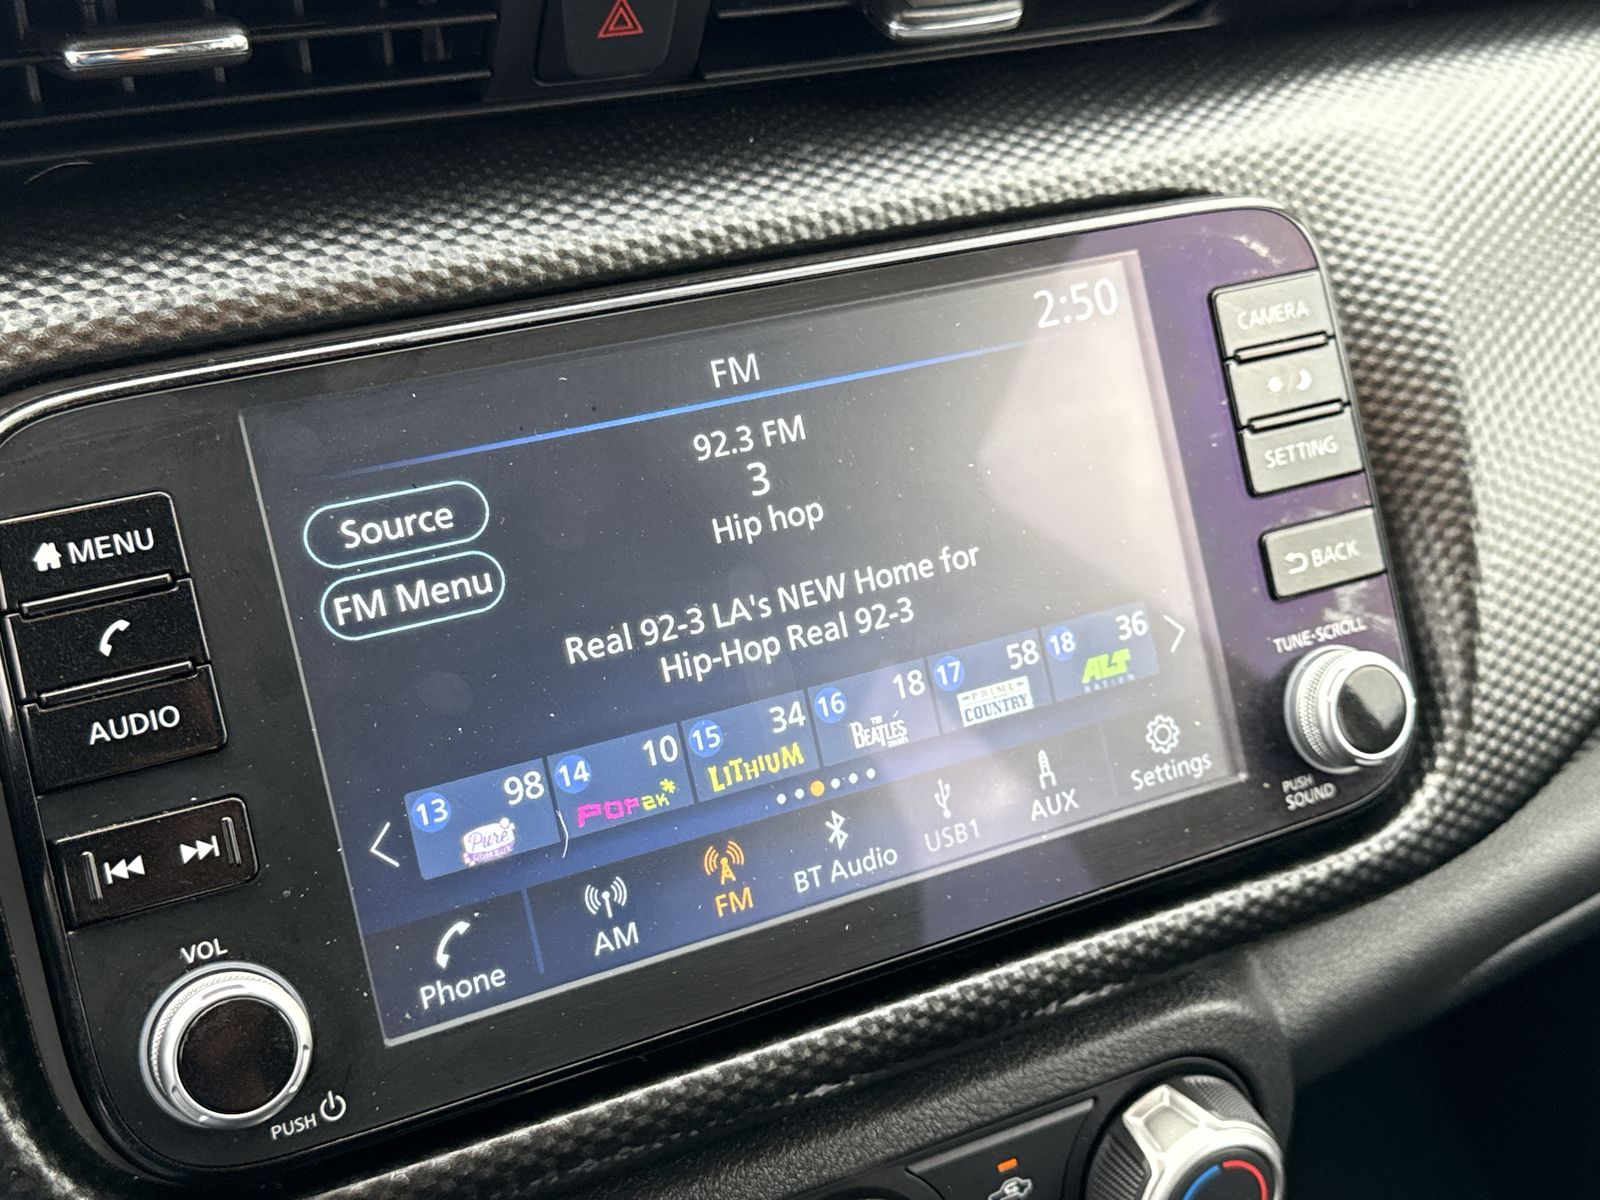 2:50
FM
92.3 FM
3
Hip hop
Source
FM Menu
Real 92-3 LA's NEW Home for
Hip-Hop Real 92-3
13 98
Pure
14 10
POP2K
15 34
LITHIUM
16 18
THE
BEATLES
17 58
PRIME
COUNTRY
18 36
ALT
NATION
Phone
AM
FM
BT Audio
USB1
AUX
Settings
MENU
AUDIO
VOL
PUSH
CAMERA
SETTING
BACK
TUNE-SCROLL
PUSH
SOUND